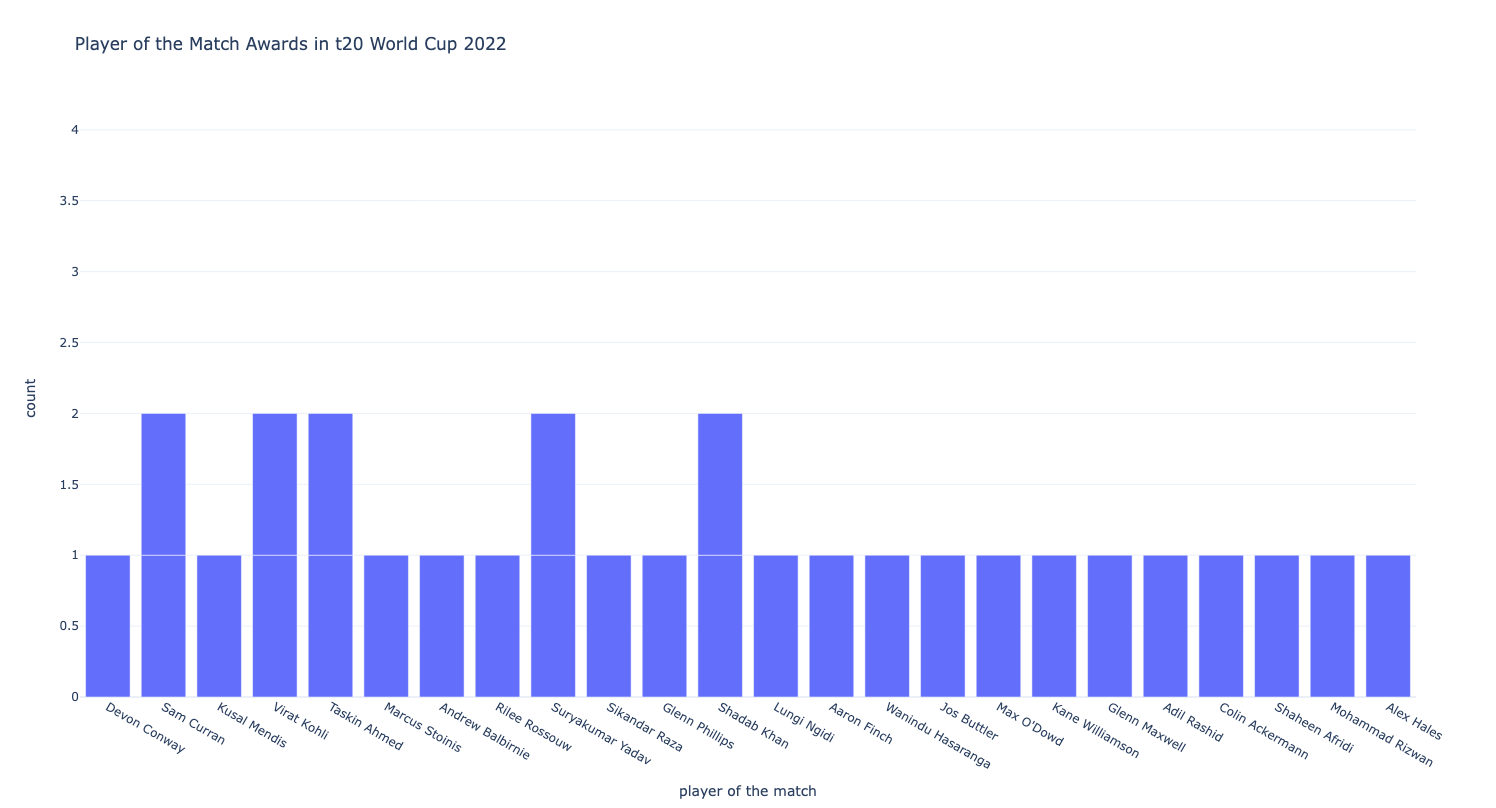 Player of the Match Awards in t20 World Cup 2022
4
3.5
3
2.5
2
1.5
1
0.5
0
count
Devon Conway
Sam Curran
Kusal Mendis
Virat Kohli
Taskin Ahmed
Marcus Stoinis
Andrew Balbirnie
Rilee Rossouw
Suryakumar Yadav
Sikandar Raza
Glenn Phillips
Shadab Khan
Lungi Ngidi
Aaron Finch
Wanindu Hasaranga
Jos Buttler
Max O'Dowd
Kane Williamson
Glenn Maxwell
Adil Rashid
Colin Ackermann
Shaheen Afridi
Mohammad Rizwan
Alex Hales
player of the match